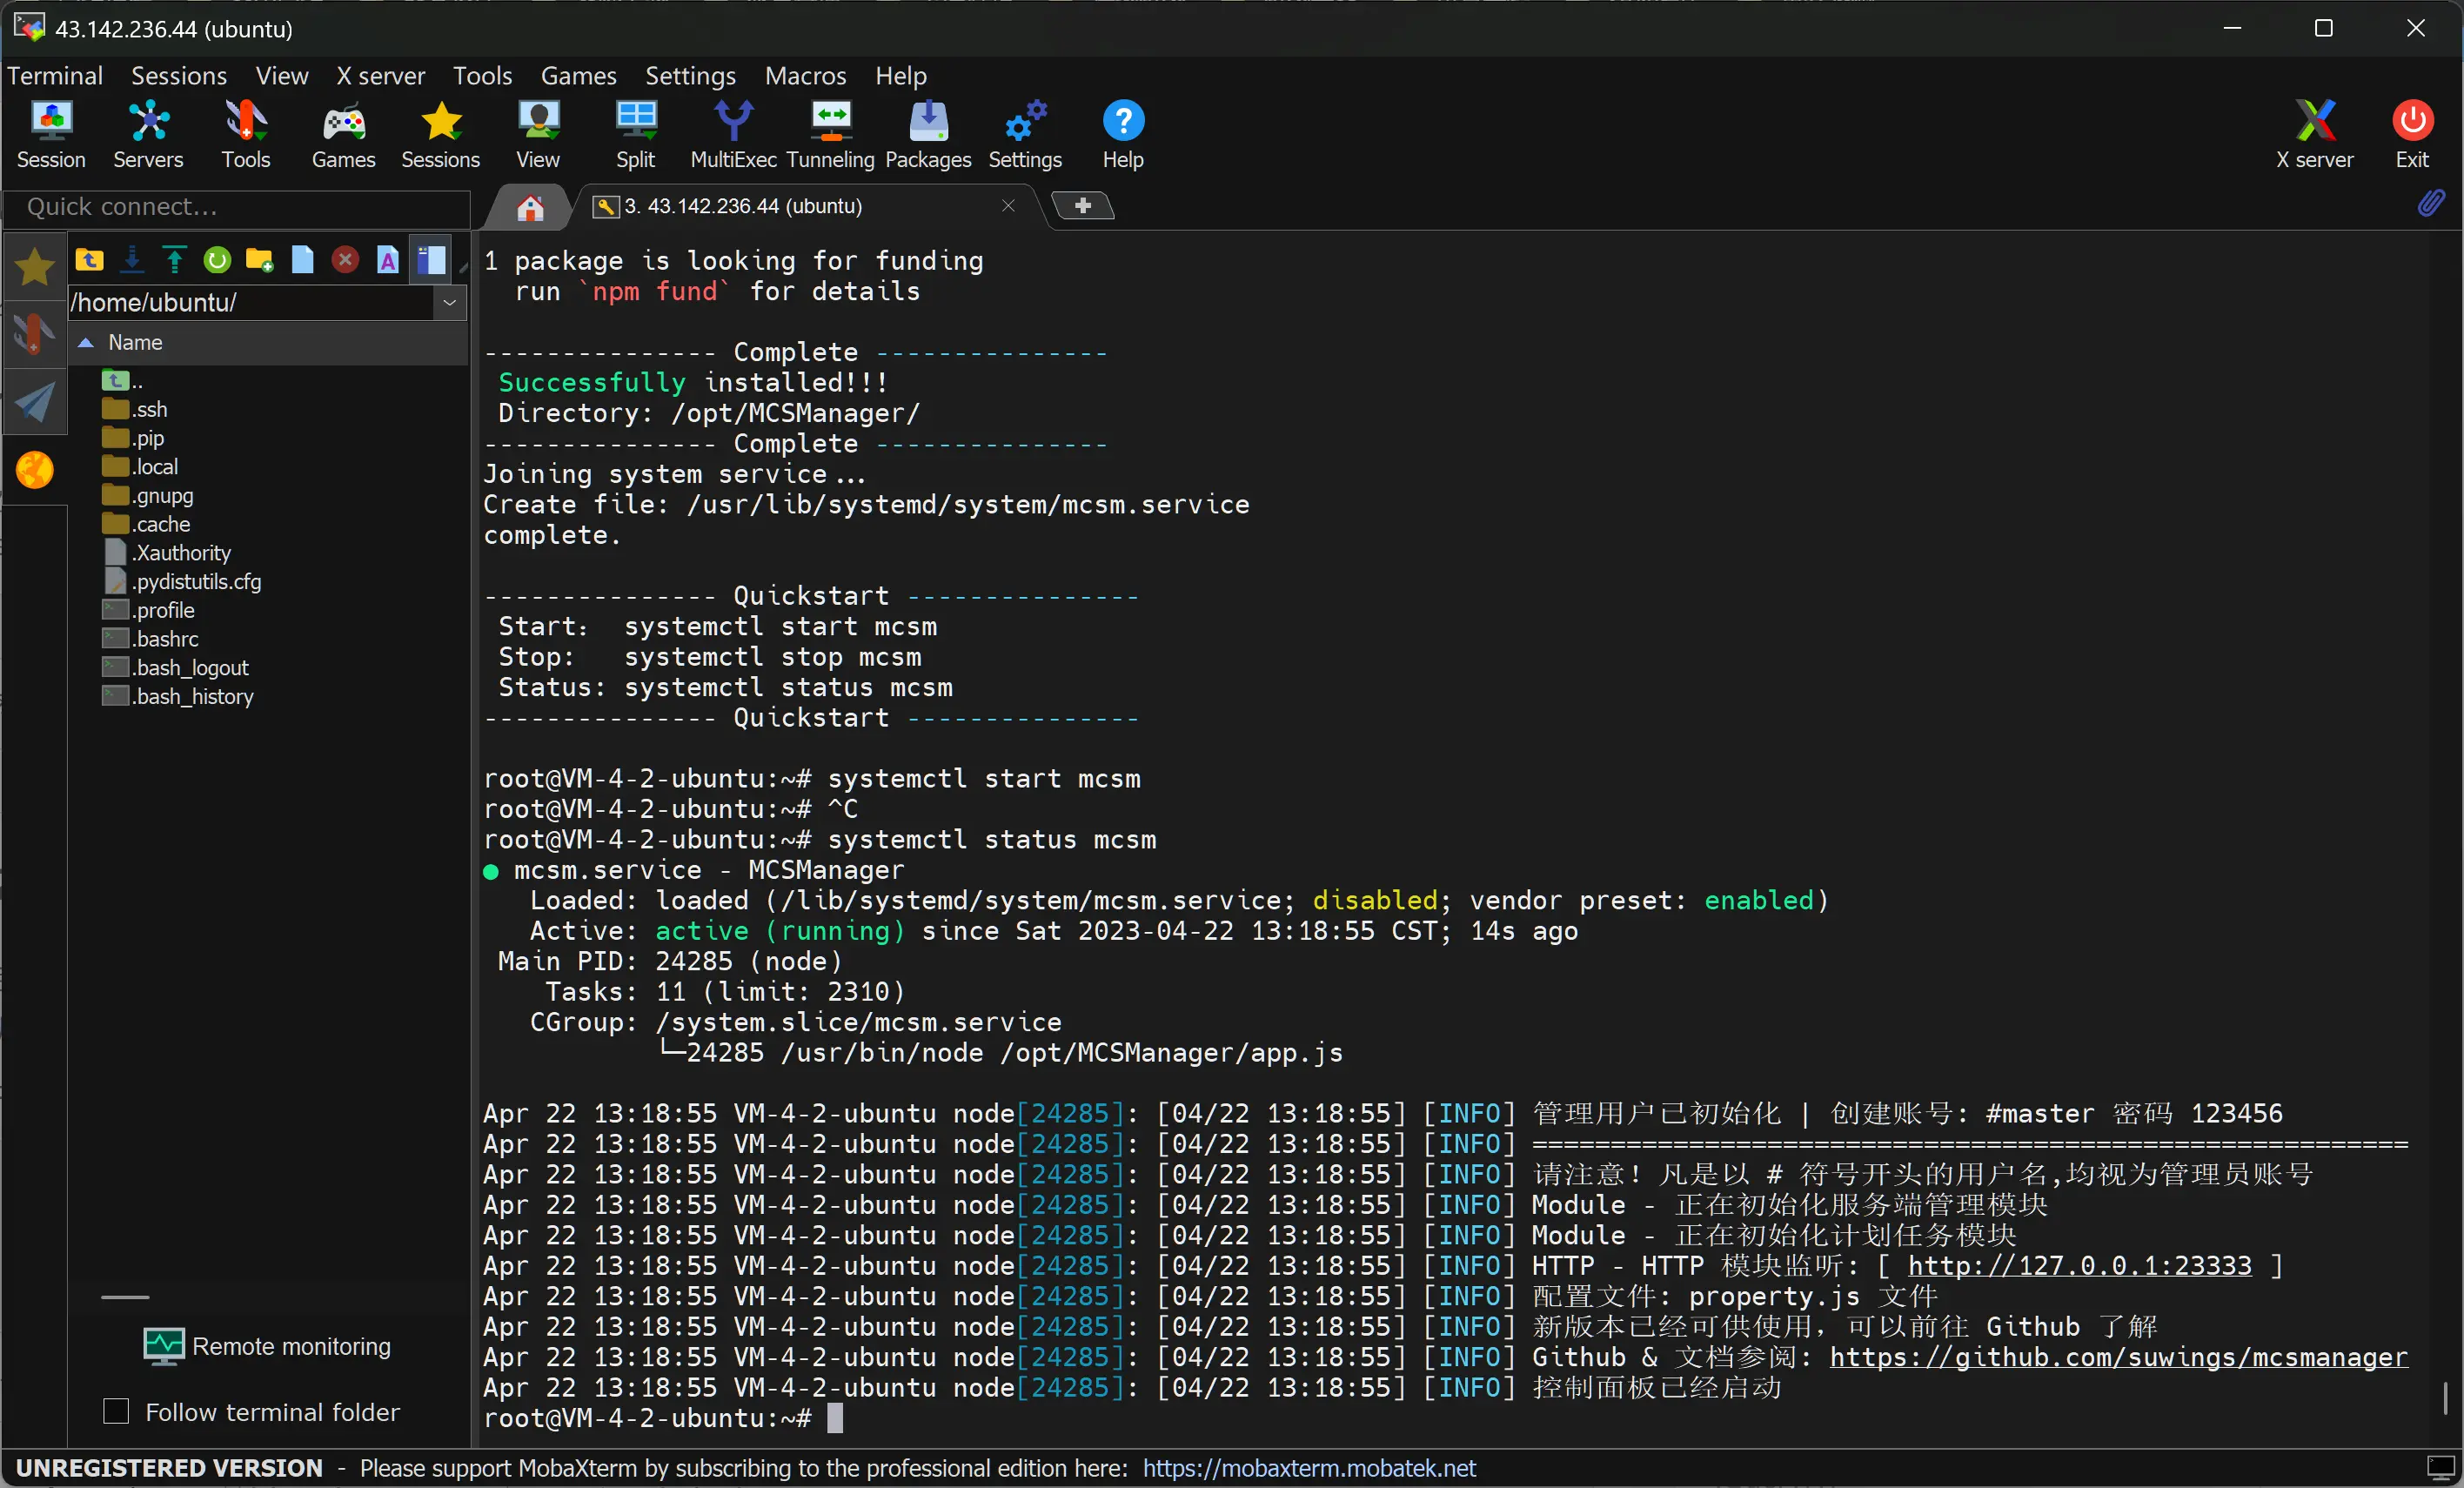 43.142.236.44 (ubuntu)
Terminal Sessions View X server Tools Games Settings Macros Help
Session Servers Tools Games Sessions View Split MultiExec Tunneling Packages Settings Help X server Exit
Quick connect...
3. 43.142.236.44 (ubuntu)
/home/ubuntu/
Name
..
.ssh
.pip
.local
.gnupg
.cache
.Xauthority
.pydistutils.cfg
.profile
.bashrc
.bash_logout
.bash_history
Remote monitoring
Follow terminal folder
1 package is looking for funding
run `npm fund` for details
--------------- Complete ---------------
Successfully installed!!!
Directory: /opt/MCSManager/
--------------- Complete ---------------
Joining system service...
Create file: /usr/lib/systemd/system/mcsm.service
complete.
--------------- Quickstart ---------------
Start: systemctl start mcsm
Stop: systemctl stop mcsm
Status: systemctl status mcsm
--------------- Quickstart ---------------
root@VM-4-2-ubuntu:~# systemctl start mcsm
root@VM-4-2-ubuntu:~# ^C
root@VM-4-2-ubuntu:~# systemctl status mcsm
● mcsm.service - MCSManager
Loaded: loaded (/lib/systemd/system/mcsm.service; disabled; vendor preset: enabled)
Active: active (running) since Sat 2023-04-22 13:18:55 CST; 14s ago
Main PID: 24285 (node)
Tasks: 11 (limit: 2310)
CGroup: /system.slice/mcsm.service
└─24285 /usr/bin/node /opt/MCSManager/app.js
Apr 22 13:18:55 VM-4-2-ubuntu node[24285]: [04/22 13:18:55] [INFO] 管理用户已初始化 | 创建账号: #master 密码 123456
Apr 22 13:18:55 VM-4-2-ubuntu node[24285]: [04/22 13:18:55] [INFO] ========================================================
Apr 22 13:18:55 VM-4-2-ubuntu node[24285]: [04/22 13:18:55] [INFO] 请注意! 凡是以 # 符号开头的用户名,均视为管理员账号
Apr 22 13:18:55 VM-4-2-ubuntu node[24285]: [04/22 13:18:55] [INFO] Module - 正在初始化服务端管理模块
Apr 22 13:18:55 VM-4-2-ubuntu node[24285]: [04/22 13:18:55] [INFO] Module - 正在初始化计划任务模块
Apr 22 13:18:55 VM-4-2-ubuntu node[24285]: [04/22 13:18:55] [INFO] HTTP - HTTP 模块监听: [ http://127.0.0.1:23333 ]
Apr 22 13:18:55 VM-4-2-ubuntu node[24285]: [04/22 13:18:55] [INFO] 配置文件: property.js 文件
Apr 22 13:18:55 VM-4-2-ubuntu node[24285]: [04/22 13:18:55] [INFO] 新版本已经可供使用，可以前往 Github 了解
Apr 22 13:18:55 VM-4-2-ubuntu node[24285]: [04/22 13:18:55] [INFO] Github & 文档参阅: https://github.com/suwings/mcsmanager
Apr 22 13:18:55 VM-4-2-ubuntu node[24285]: [04/22 13:18:55] [INFO] 控制面板已经启动
root@VM-4-2-ubuntu:~#
UNREGISTERED VERSION - Please support MobaXterm by subscribing to the professional edition here: https://mobaxterm.mobatek.net